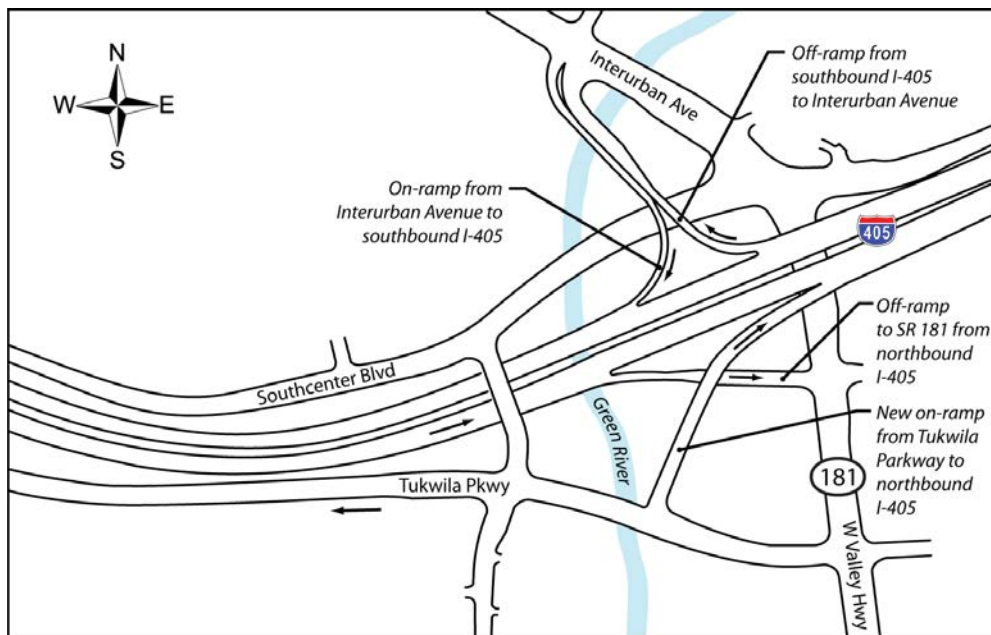 N
W E
S
Interurban Ave
Off-ramp from
southbound I-405
to Interurban Avenue
On-ramp from
Interurban Avenue to
southbound I-405
405
Off-ramp
to SR 181 from
northbound
I-405
Southcenter Blvd
Green River
New on-ramp
from Tukwila
Parkway to
northbound
I-405
181
Tukwila Pkwy
W Valley Hwy